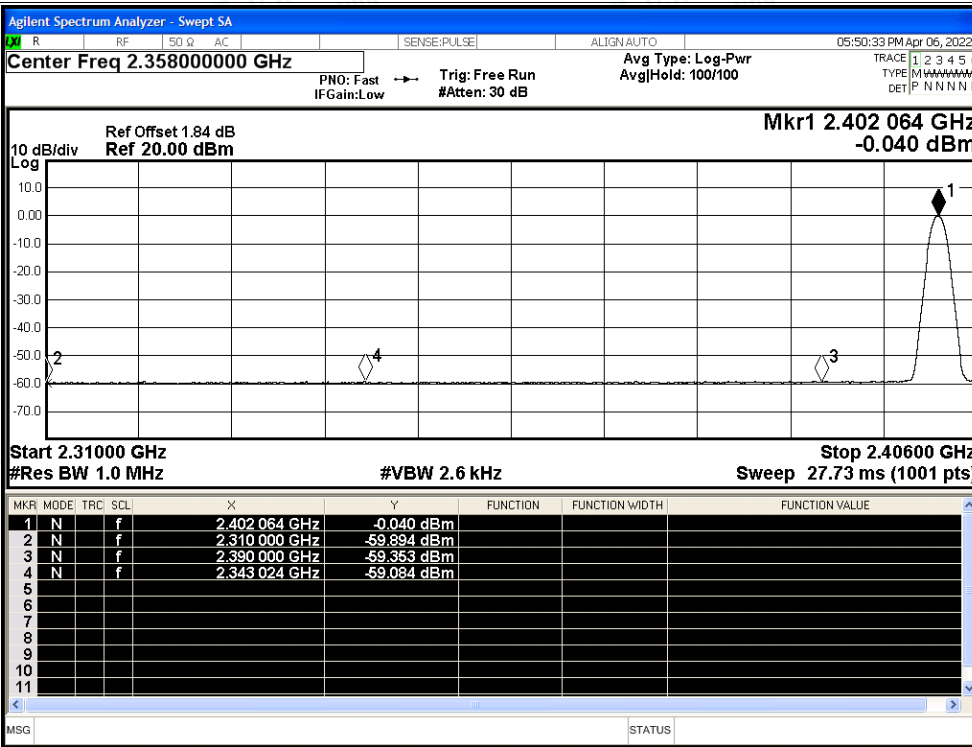 Agilent Spectrum Analyzer - Swept SA
LXI R RF 50 Ω AC SENSE:PULSE ALIGN AUTO 05:50:33 PM Apr 06, 2022
Center Freq 2.358000000 GHz
PNO: Fast
IFGain:Low
Trig: Free Run
#Atten: 30 dB
Avg Type: Log-Pwr
Avg|Hold: 100/100
TRACE 1 2 3 4 5
TYPE M
DET P N N N N
Mkr1 2.402 064 GHz
-0.040 dBm
Ref Offset 1.84 dB
10 dB/div Ref 20.00 dBm
Log
10.0
0.00
-10.0
-20.0
-30.0
-40.0
-50.0
-60.0
-70.0
1
2
4
3
Start 2.31000 GHz Stop 2.40600 GHz
#Res BW 1.0 MHz #VBW 2.6 kHz Sweep 27.73 ms (1001 pts)
MKR MODE TRC SCL X Y FUNCTION FUNCTION WIDTH FUNCTION VALUE
1 N f 2.402 064 GHz -0.040 dBm
2 N f 2.310 000 GHz -59.894 dBm
3 N f 2.390 000 GHz -59.353 dBm
4 N f 2.343 024 GHz -59.084 dBm
5
6
7
8
9
10
11
MSG STATUS